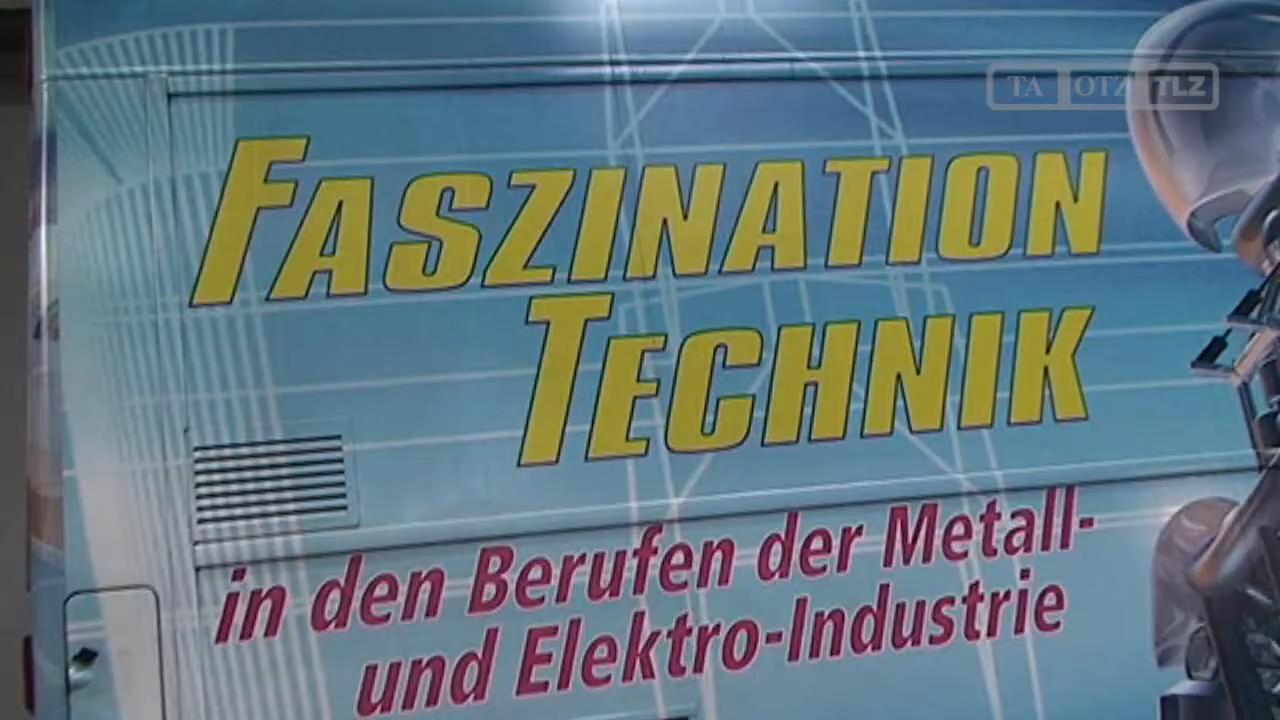 TA OTZ TLZ
FASZINATION
TECHNIK
in den Berufen der Metall-
und Elektro-Industrie